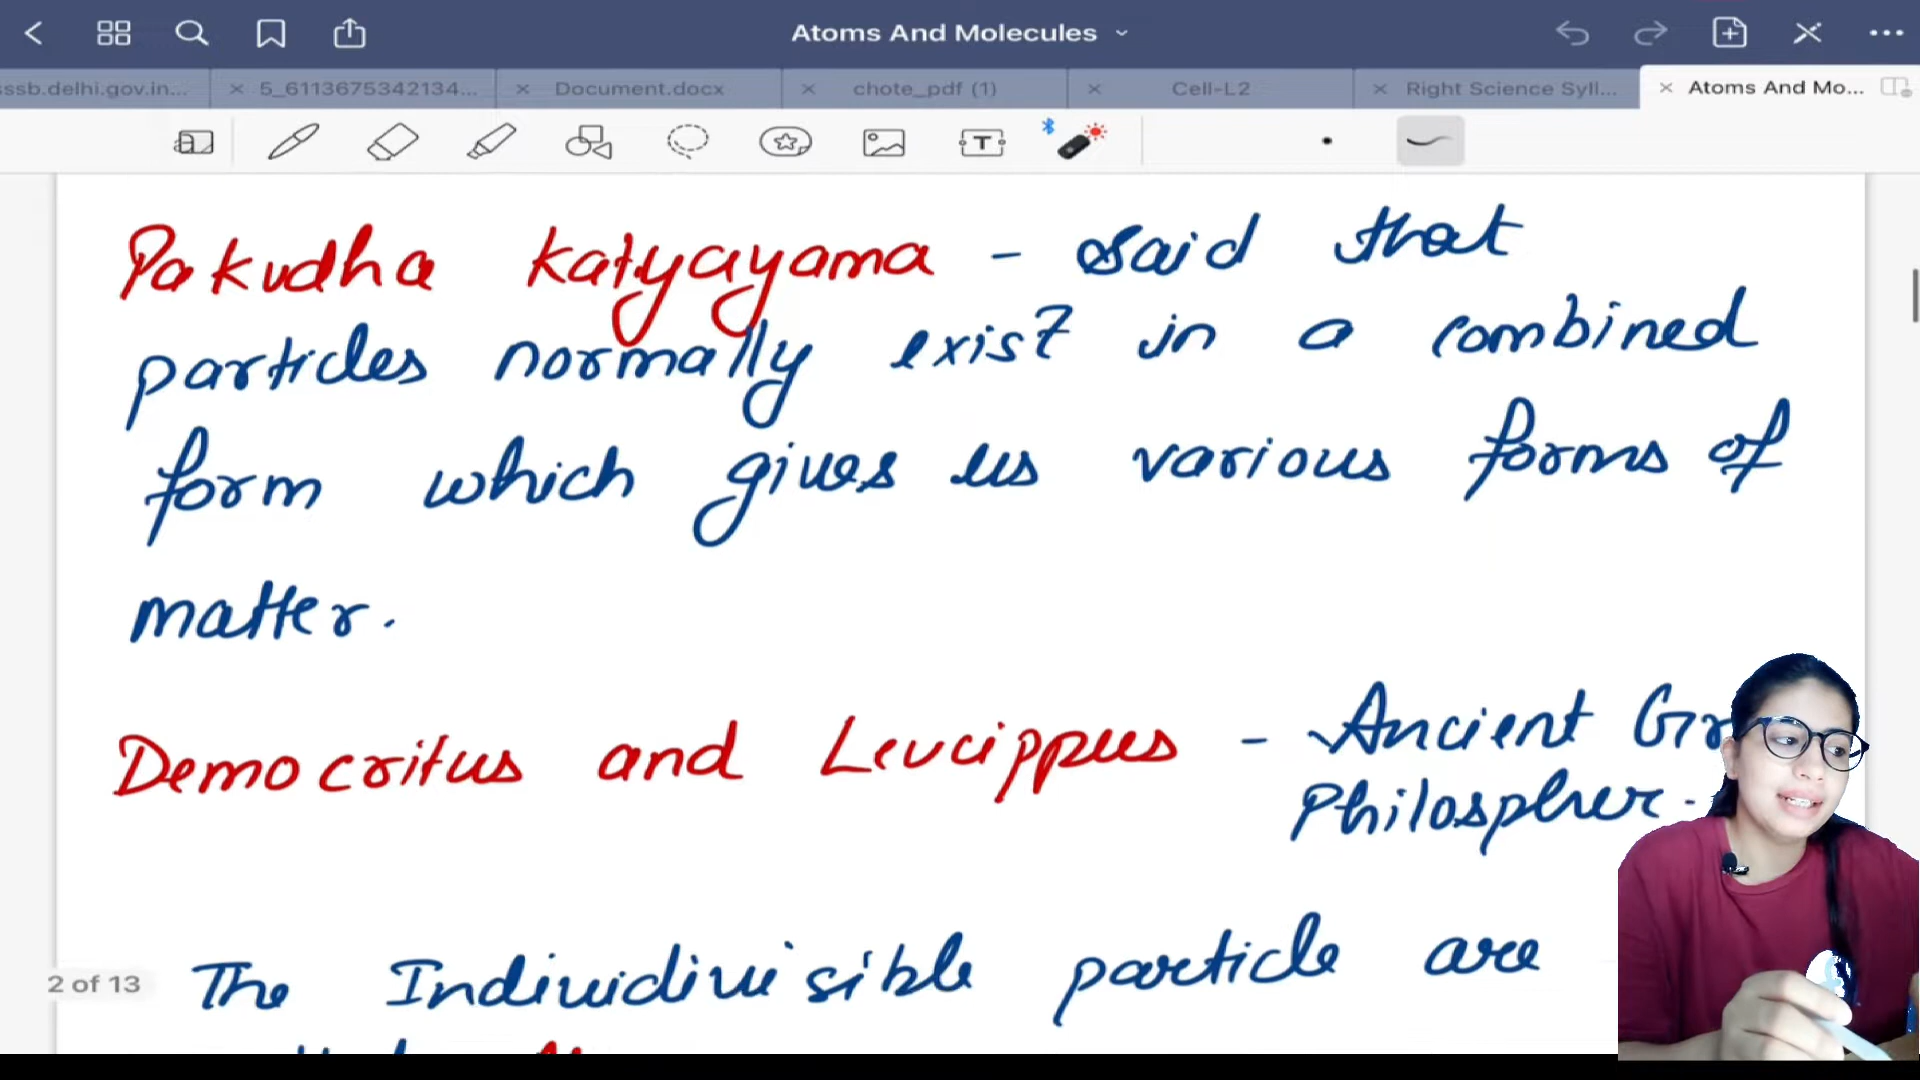 Atoms And Molecules
sssb.delhi.gov.in...
5_6113675342134...
Document.docx
chote_pdf (1)
Cell-L2
Right Science Syll...
Atoms And Mo...
Pakudha Katyayama - said that
particles normally exist in a combined
form which gives us various forms of
matter.
Democritus and Leucippus - Ancient Gr
Philospher.
The Individivisible particle are
2 of 13